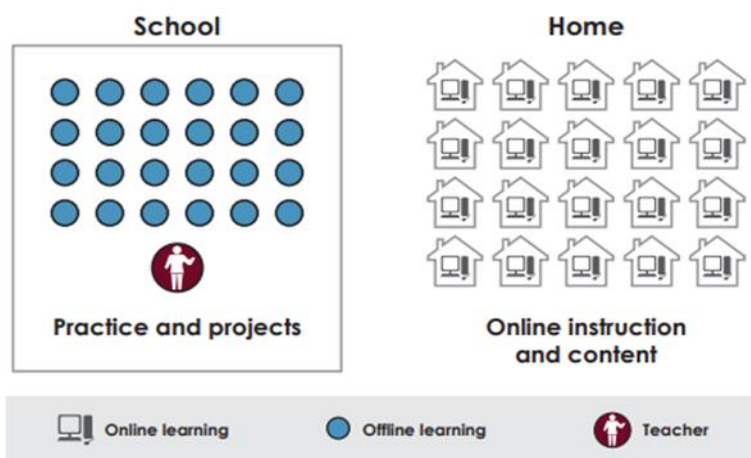 School
Home
Practice and projects
Online instruction
and content
Online learning
Offline learning
Teacher